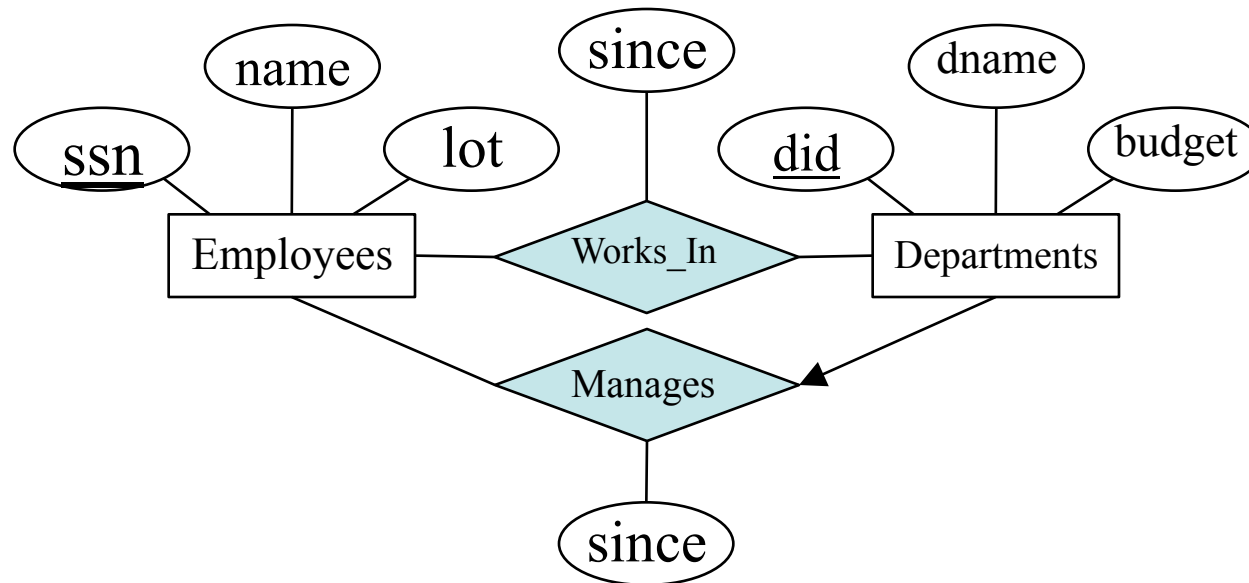 since
name
dname
ssn
lot
did
budget
Employees
Works_In
Departments
Manages
since